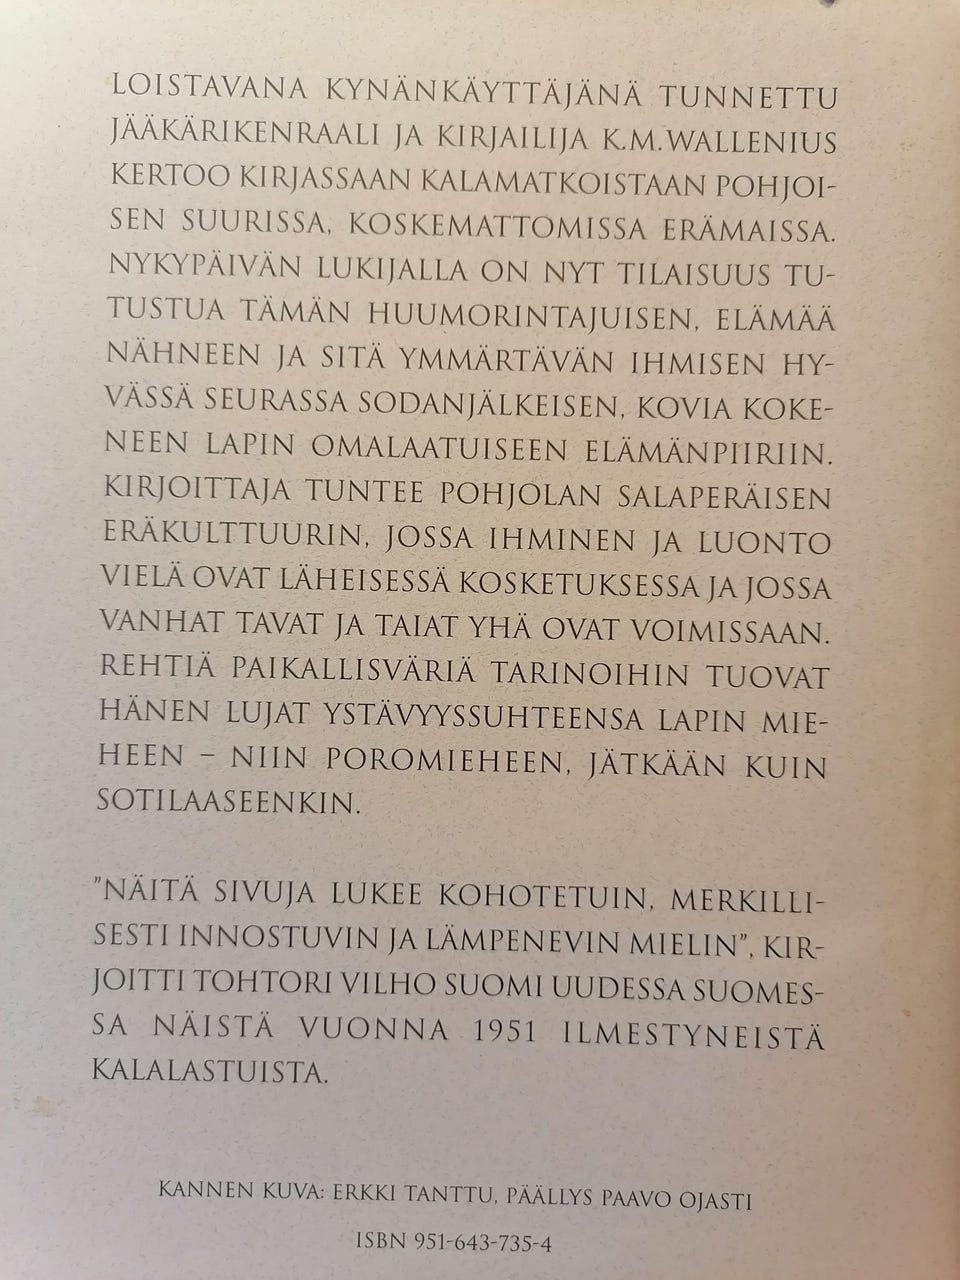 LOISTAVANA KYNÄNKÄYTTÄJÄNÄ TUNNETTU
JÄÄKÄRIKENRAALI JA KIRJAILIJA K.M.WALLENIUS
KERTOO KIRJASSAAN KALAMATKOISTAAN POHJOI-
SEN SUURISSA, KOSKEMATTOMISSA ERÄMAISSA.
NYKYPÄIVÄN LUKIJALLA ON NYT TILAISUUS TU-
TUSTUA TÄMÄN HUUMORINTAJUISEN, ELÄMÄÄ
NÄHNEEN JA SITÄ YMMÄRTÄVÄN IHMISEN HY-
VÄSSÄ SEURASSA SODANJÄLKEISEN, KOVIA KOKE-
NEEN LAPIN OMALAATUISEEN ELÄMÄNPIIRIIN.
KIRJOITTAJA TUNTEE POHJOLAN SALAPERÄISEN
ERÄKULTTUURIN, JOSSA IHMINEN JA LUONTO
VIELÄ OVAT LÄHEISESSÄ KOSKETUKSESSA JA JOSSA
VANHAT TAVAT JA TAIAT YHÄ OVAT VOIMISSAAN.
REHTIÄ PAIKALLISVÄRIÄ TARINOIHIN TUOVAT
HÄNEN LUJAT YSTÄVYYSSUHTEENSA LAPIN MIE-
HEEN – NIIN POROMIEHEEN, JÄTKÄÄN KUIN
SOTILAASEENKIN.
"NÄITÄ SIVUJA LUKEE KOHOTETUIN, MERKILLI-
SESTI INNOSTUVIN JA LÄMPENEVIN MIELIN", KIR-
JOITTI TOHTORI VILHO SUOMI UUDESSA SUOMES-
SA NÄISTÄ VUONNA 1951 ILMESTYNEISTÄ
KALALASTUISTA.
KANNEN KUVA: ERKKI TANTTU, PÄÄLLYS PAAVO OJASTI
ISBN 951-643-735-4